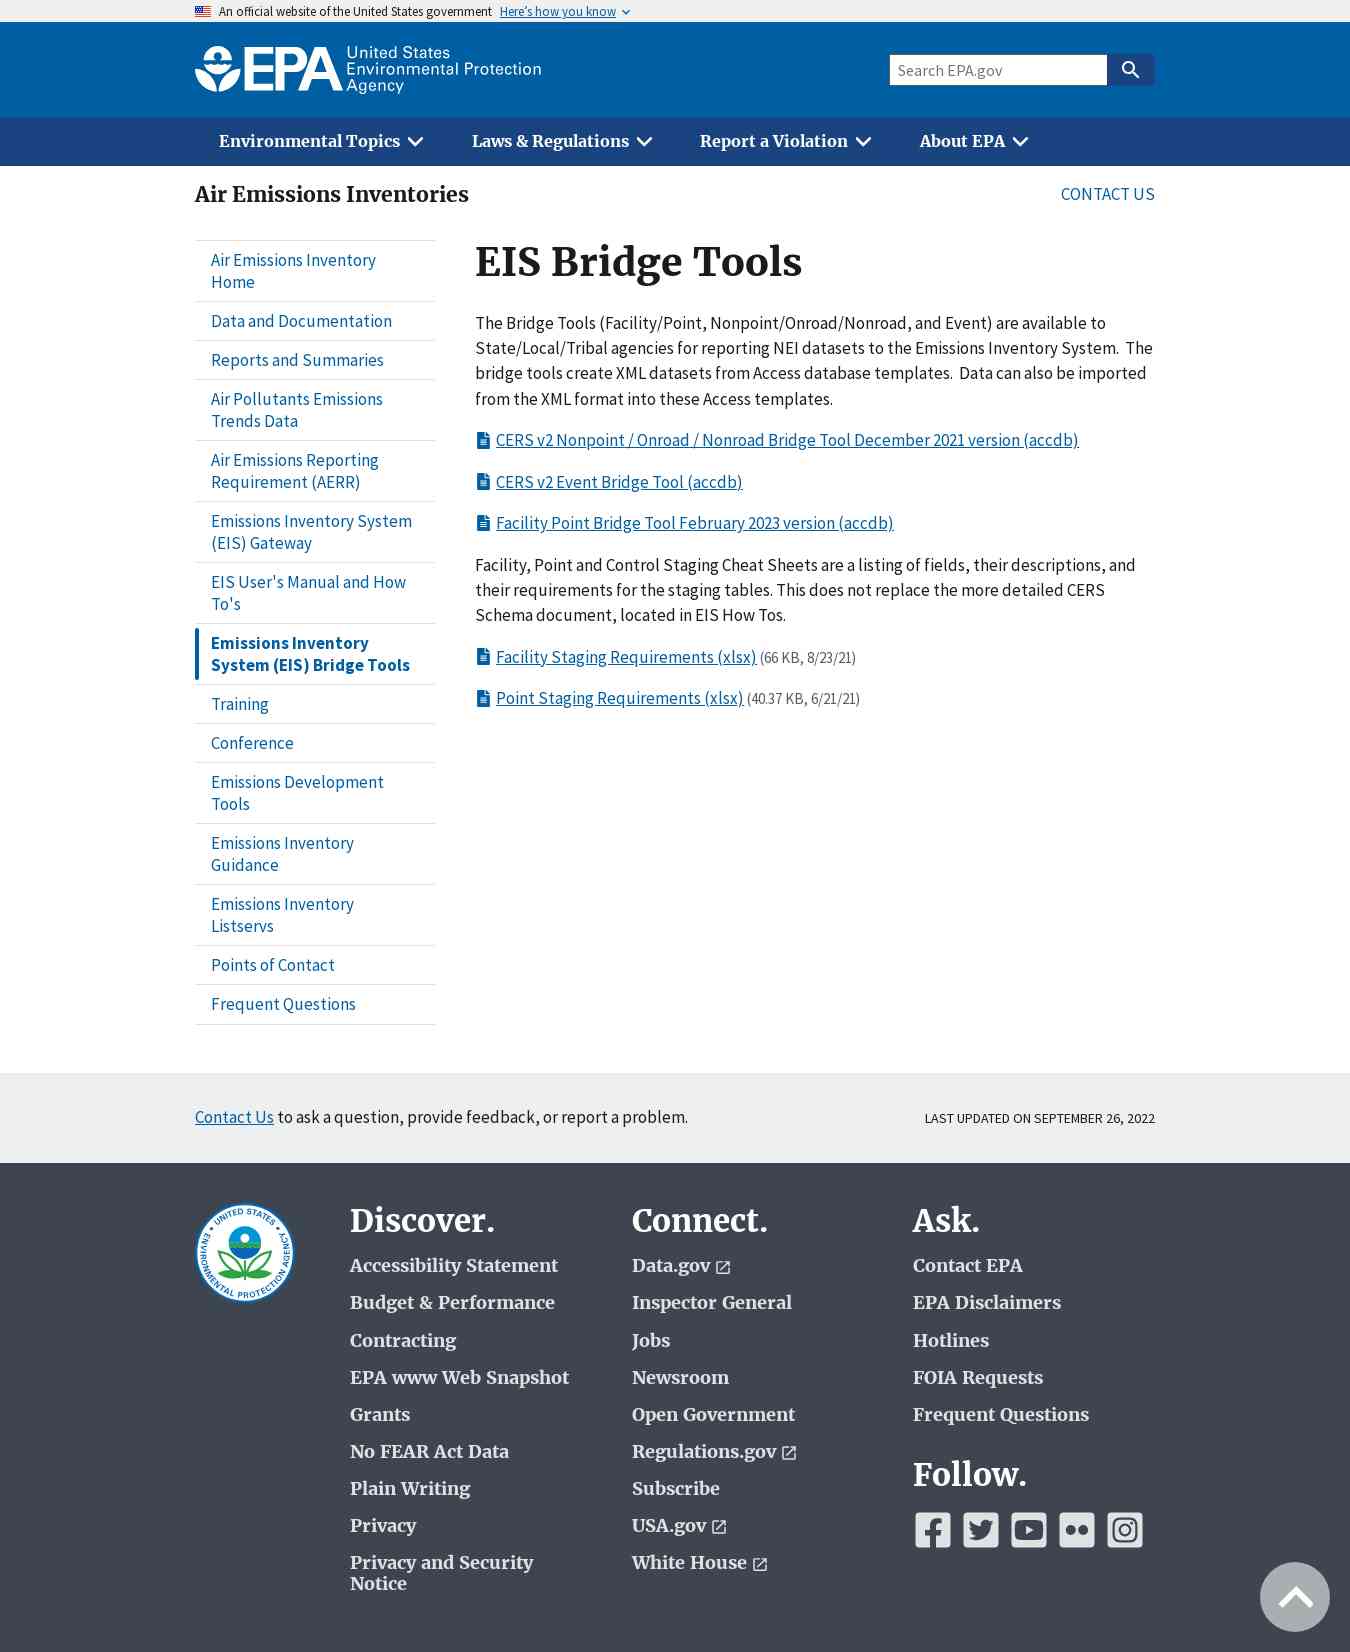 An official website of the United States government Here's how you know
EPA United States
Environmental Protection
Agency
Search EPA.gov
Environmental Topics
Laws & Regulations
Report a Violation
About EPA
Air Emissions Inventories
CONTACT US
Air Emissions Inventory
Home
Data and Documentation
Reports and Summaries
Air Pollutants Emissions
Trends Data
Air Emissions Reporting
Requirement (AERR)
Emissions Inventory System
(EIS) Gateway
EIS User's Manual and How
To's
Emissions Inventory
System (EIS) Bridge Tools
Training
Conference
Emissions Development
Tools
Emissions Inventory
Guidance
Emissions Inventory
Listservs
Points of Contact
Frequent Questions
EIS Bridge Tools
The Bridge Tools (Facility/Point, Nonpoint/Onroad/Nonroad, and Event) are available to
State/Local/Tribal agencies for reporting NEI datasets to the Emissions Inventory System.  The
bridge tools create XML datasets from Access database templates.  Data can also be imported
from the XML format into these Access templates.
CERS v2 Nonpoint / Onroad / Nonroad Bridge Tool December 2021 version (accdb)
CERS v2 Event Bridge Tool (accdb)
Facility Point Bridge Tool February 2023 version (accdb)
Facility, Point and Control Staging Cheat Sheets are a listing of fields, their descriptions, and
their requirements for the staging tables. This does not replace the more detailed CERS
Schema document, located in EIS How Tos.
Facility Staging Requirements (xlsx) (66 KB, 8/23/21)
Point Staging Requirements (xlsx) (40.37 KB, 6/21/21)
Contact Us to ask a question, provide feedback, or report a problem.
LAST UPDATED ON SEPTEMBER 26, 2022
UNITED STATES
ENVIRONMENTAL PROTECTION AGENCY
Discover.
Accessibility Statement
Budget & Performance
Contracting
EPA www Web Snapshot
Grants
No FEAR Act Data
Plain Writing
Privacy
Privacy and Security
Notice
Connect.
Data.gov
Inspector General
Jobs
Newsroom
Open Government
Regulations.gov
Subscribe
USA.gov
White House
Ask.
Contact EPA
EPA Disclaimers
Hotlines
FOIA Requests
Frequent Questions
Follow.